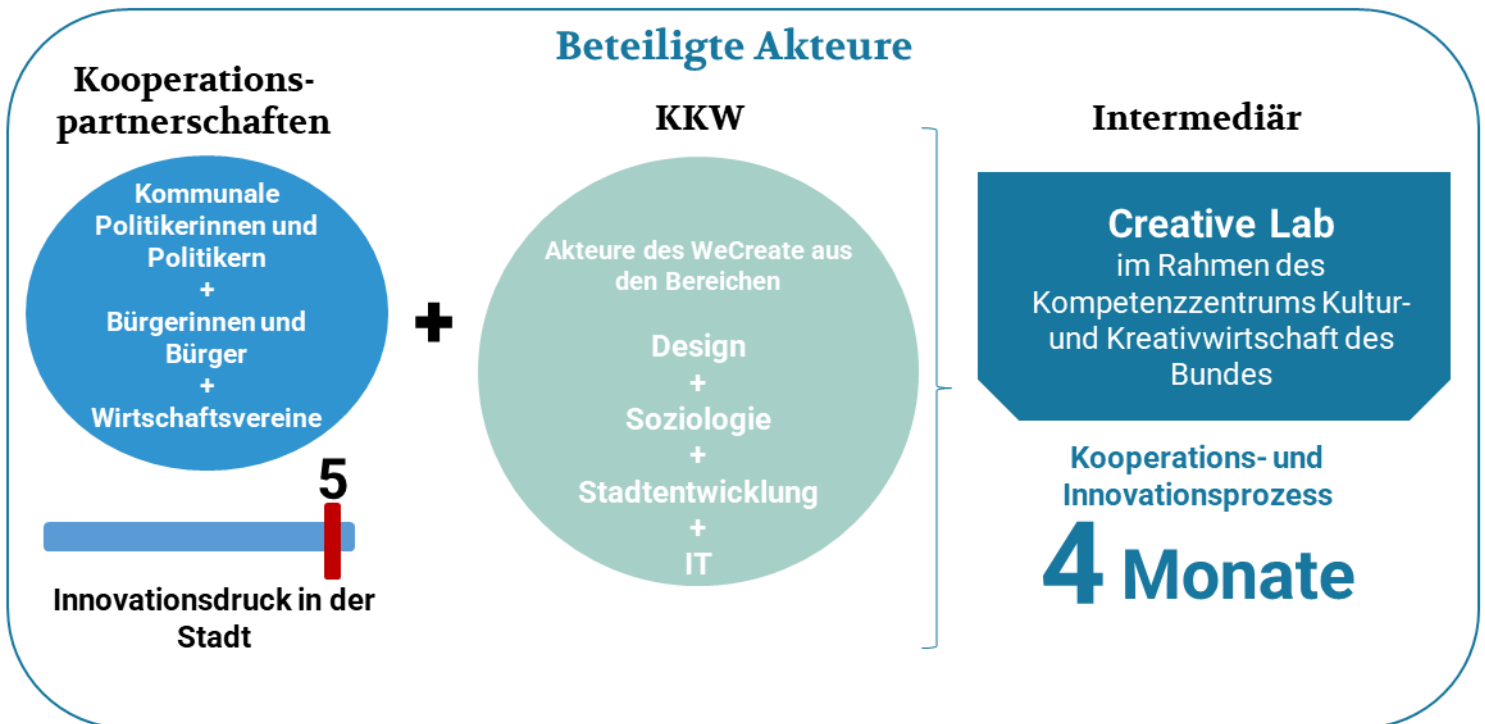 Beteiligte Akteure
Kooperations-
partnerschaften
Kommunale
Politikerinnen und
Politikern
+
Bürgerinnen und
Bürger
+
Wirtschaftsvereine
5
Innovationsdruck in der
Stadt
+
KKW
Akteure des WeCreate aus
den Bereichen
Design
+
Soziologie
+
Stadtentwicklung
+
IT
Intermediär
Creative Lab
im Rahmen des
Kompetenzzentrums Kultur-
und Kreativwirtschaft des
Bundes
Kooperations- und
Innovationsprozess
4 Monate